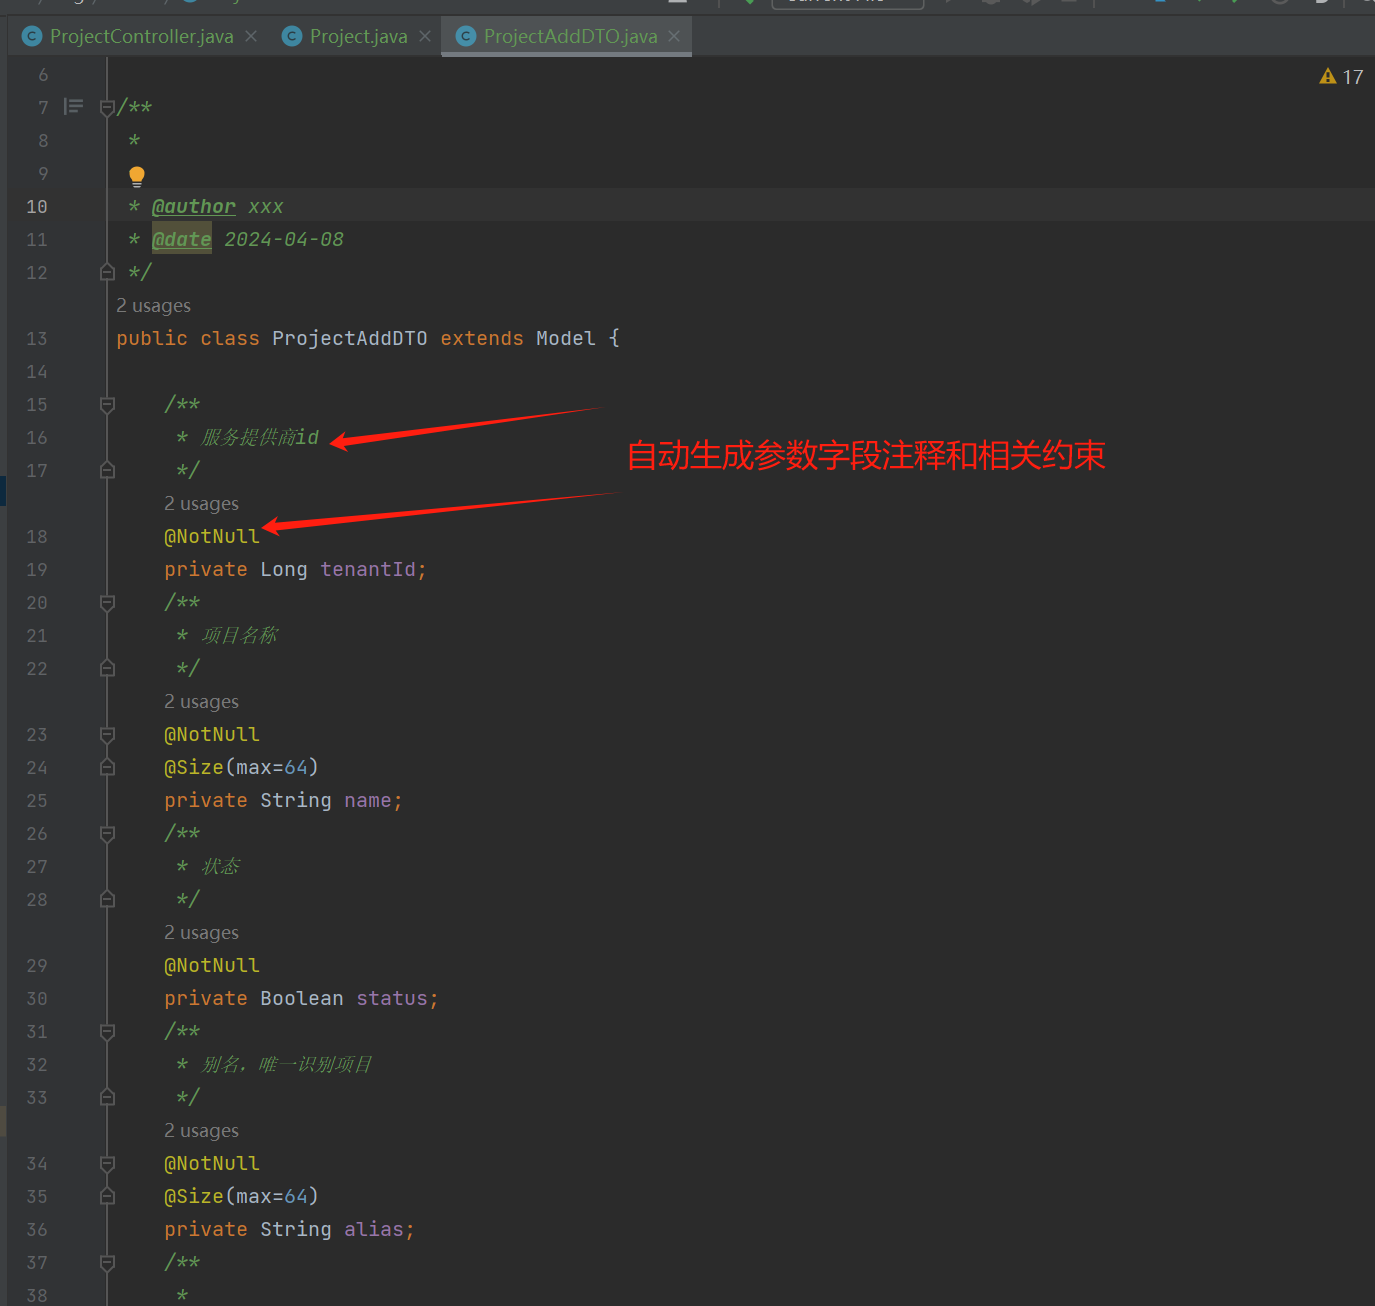 ProjectController.java Project.java ProjectAddDTO.java
6
17
7 /**
8 *
9
10 * @author xxx
11 * @date 2024-04-08
12 */
2 usages
13 public class ProjectAddDTO extends Model {
14
15 /**
16 * 服务提供商id
自动生成参数字段注释和相关约束
17 */
2 usages
18 @NotNull
19 private Long tenantId;
20 /**
21 * 项目名称
22 */
2 usages
23 @NotNull
24 @Size(max=64)
25 private String name;
26 /**
27 * 状态
28 */
2 usages
29 @NotNull
30 private Boolean status;
31 /**
32 * 别名，唯一识别项目
33 */
2 usages
34 @NotNull
35 @Size(max=64)
36 private String alias;
37 /**
38 *